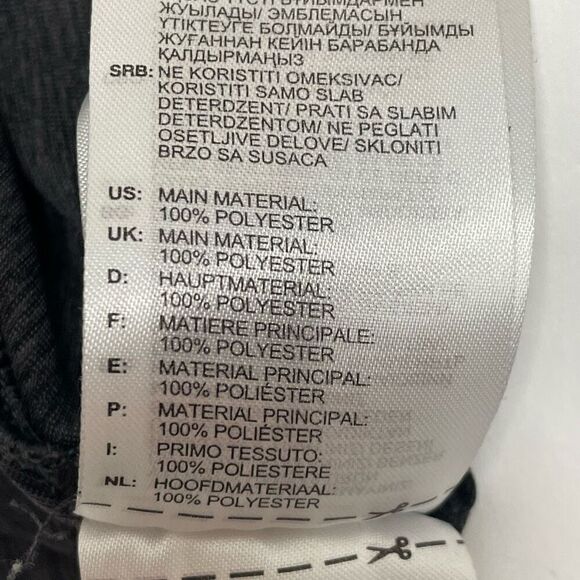 ЖУЫЛАДЫ/ ЭМБЛЕМАСЫН
ҮТІКТЕУГЕ БОЛМАЙДЫ/ БҰЙЫМДЫ
ЖУҒАННАН КЕЙІН БАРАБАНДА
ҚАЛДЫРМАҢЫЗ
SRB: NE KORISTITI OMEKSIVAC/
KORISTITI SAMO SLAB
DETERDZENT/ PRATI SA SLABIM
DETERDZENTOM/ NE PEGLATI
OSETLJIVE DELOVE/ SKLONITI
BRZO SA SUSACA
US: MAIN MATERIAL:
100% POLYESTER
UK: MAIN MATERIAL:
100% POLYESTER
D: HAUPTMATERIAL:
100% POLYESTER
F: MATIERE PRINCIPALE:
100% POLYESTER
E: MATERIAL PRINCIPAL:
100% POLIÉSTER
P: MATERIAL PRINCIPAL:
100% POLIÉSTER
I: PRIMO TESSUTO:
100% POLIESTERE
NL: HOOFDMATERIAAL:
100% POLYESTER